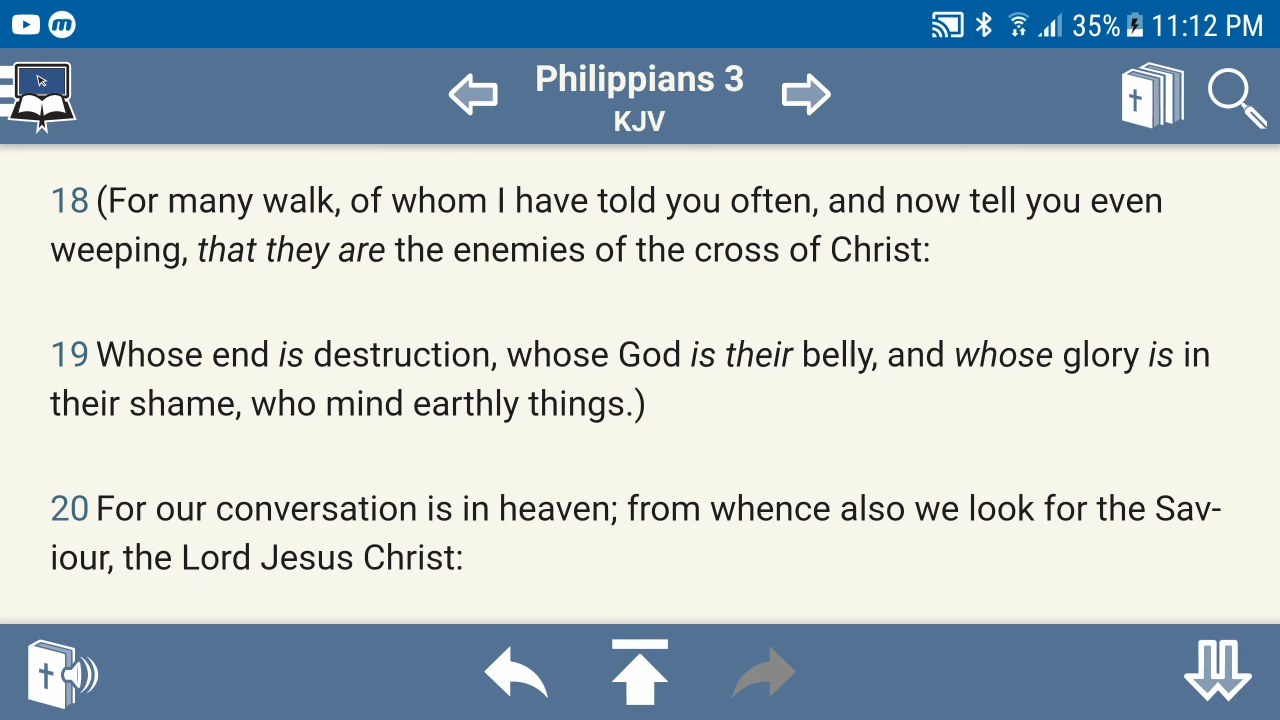 35% 11:12 PM
Philippians 3
KJV
18 (For many walk, of whom I have told you often, and now tell you even
weeping, that they are the enemies of the cross of Christ:
19 Whose end is destruction, whose God is their belly, and whose glory is in
their shame, who mind earthly things.)
20 For our conversation is in heaven; from whence also we look for the Sav-
iour, the Lord Jesus Christ: